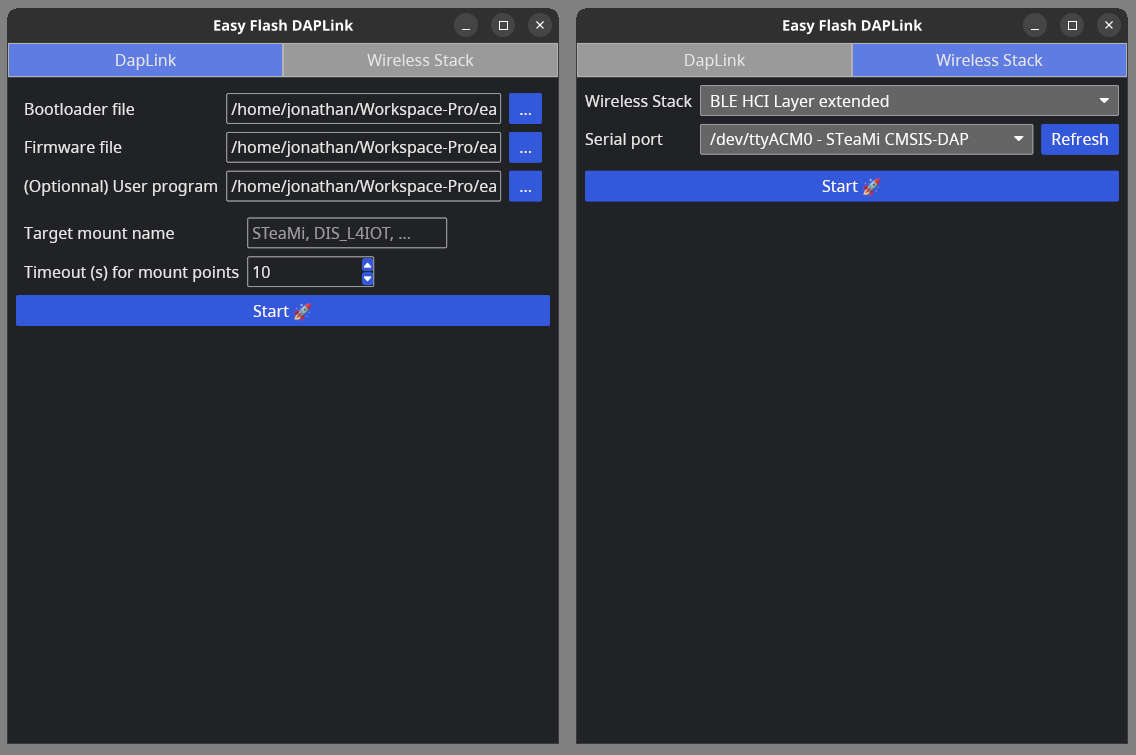 Easy Flash DAPLink
DapLink Wireless Stack
Bootloader file /home/jonathan/Workspace-Pro/ea ...
Firmware file /home/jonathan/Workspace-Pro/ea ...
(Optionnal) User program /home/jonathan/Workspace-Pro/ea ...
Target mount name STeaMi, DIS_L4IOT, ...
Timeout (s) for mount points 10
Start 🚀
Easy Flash DAPLink
DapLink Wireless Stack
Wireless Stack BLE HCI Layer extended
Serial port /dev/ttyACM0 - STeaMi CMSIS-DAP Refresh
Start 🚀